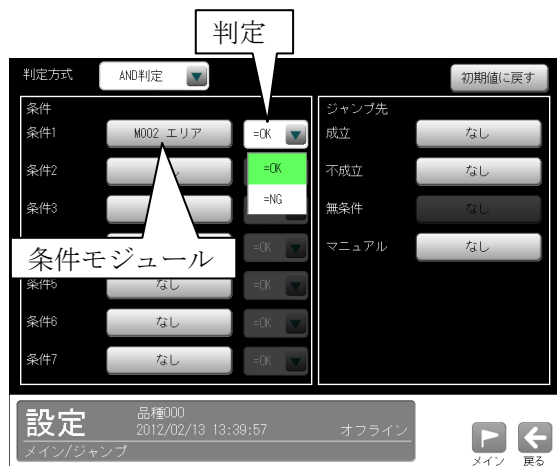 判定
判定方式 AND判定 初期値に戻す
条件 ジャンプ先
条件1 M002 エリア =OK 成立 なし
条件2 =OK 不成立 なし
条件3 =NG 無条件 なし
条件モジュール =OK マニュアル なし
条件5 なし =OK
条件6 なし =OK
条件7 なし =OK
設定 品種000
2012/02/13 13:39:57 オフライン
メイン/ジャンプ
メイン 戻る